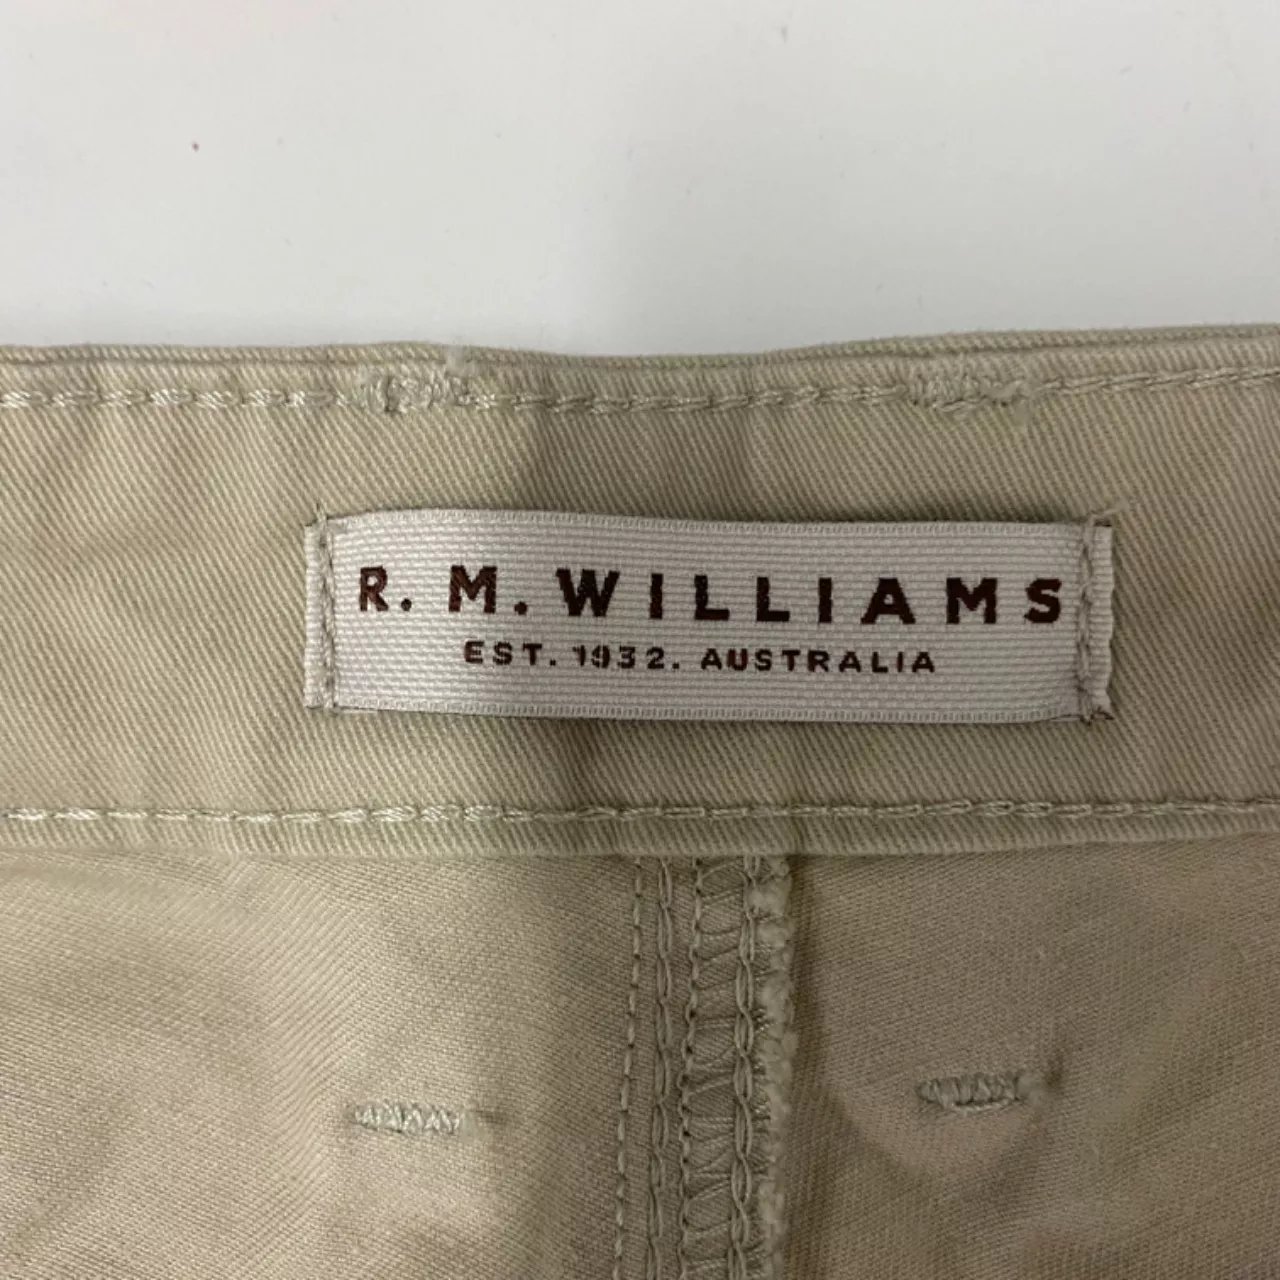 R. M. WILLIAMS
EST. 1932. AUSTRALIA